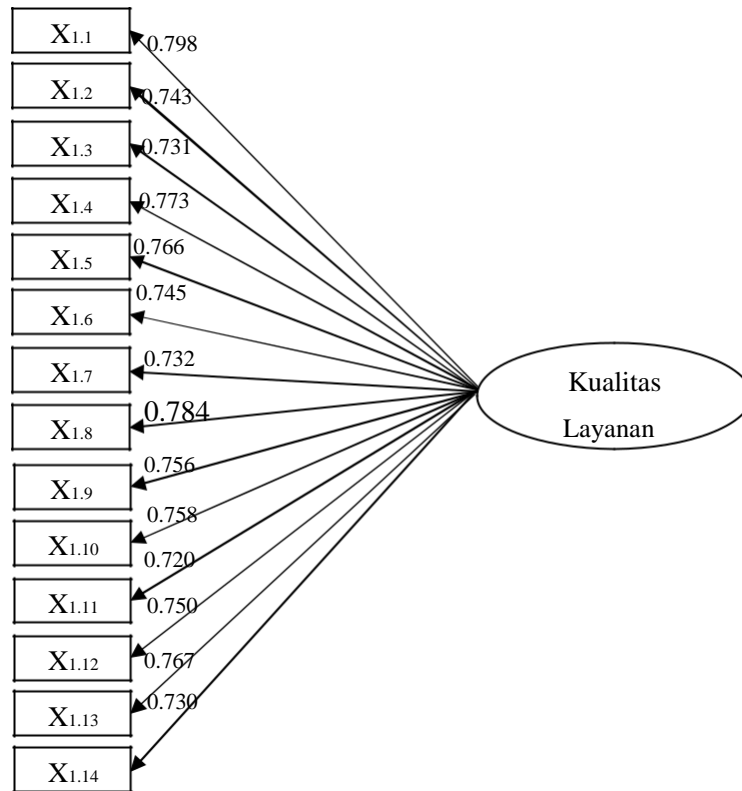 X1.1
0.798
X1.2
0.743
X1.3
0.731
X1.4
0.773
X1.5
0.766
X1.6
0.745
X1.7
0.732
X1.8
0.784
X1.9
0.756
X1.10
0.758
X1.11
0.720
X1.12
0.750
X1.13
0.767
X1.14
0.730
Kualitas
Layanan